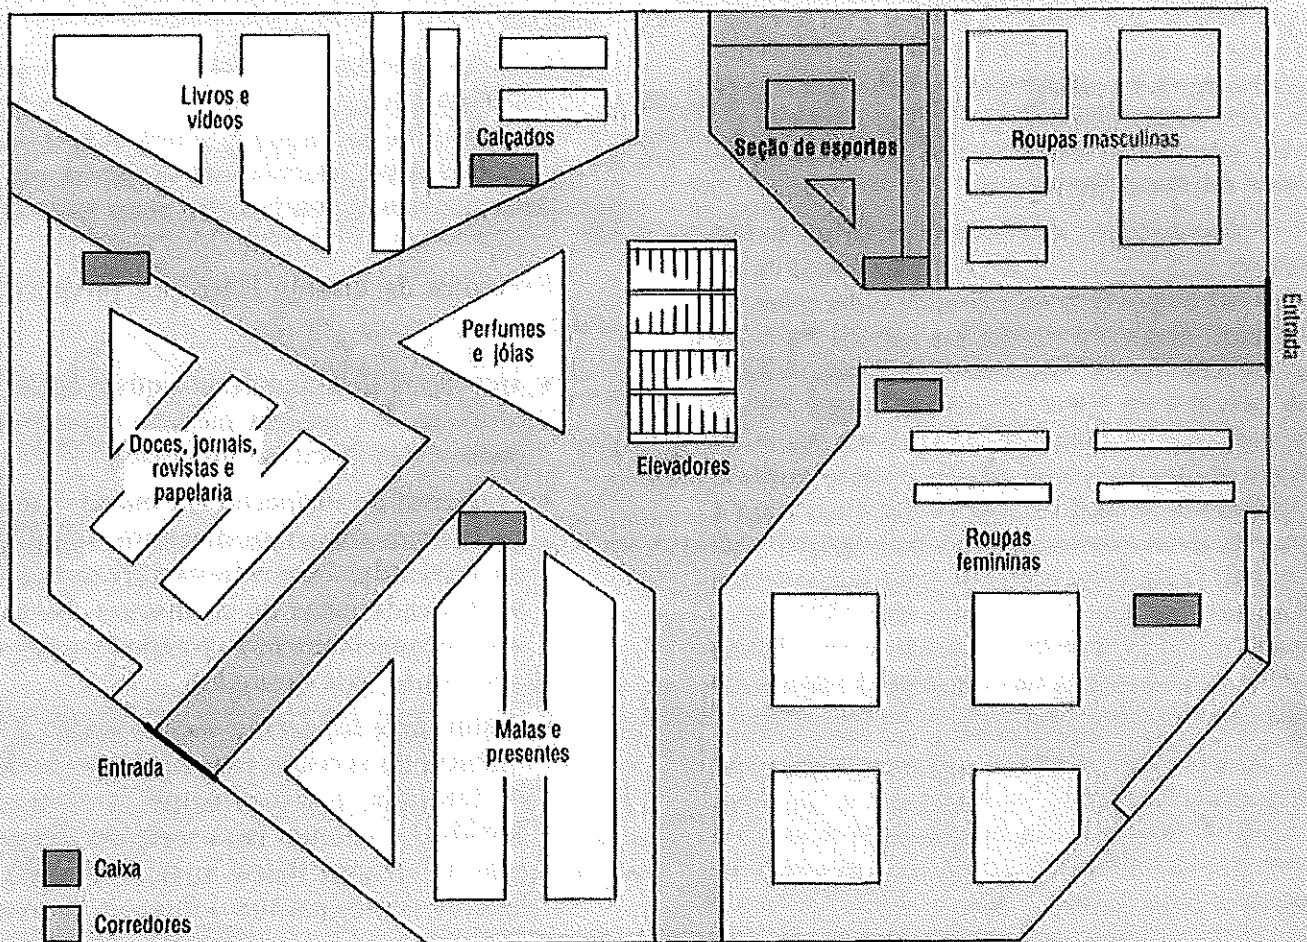 Livros e
vídeos
Calçados
Seção de esportes
Roupas masculinas
Entrada
Perfumes
e jóias
Elevadores
Doces, jornais,
revistas e
papelaria
Roupas
femininas
Malas e
presentes
Entrada
Caixa
Corredores